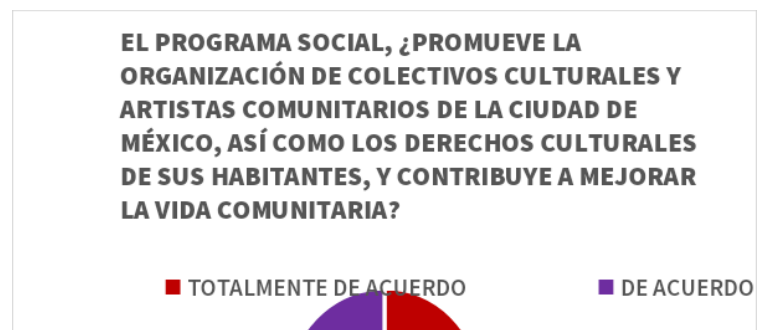 EL PROGRAMA SOCIAL, ¿PROMUEVE LA
ORGANIZACIÓN DE COLECTIVOS CULTURALES Y
ARTISTAS COMUNITARIOS DE LA CIUDAD DE
MÉXICO, ASÍ COMO LOS DERECHOS CULTURALES
DE SUS HABITANTES, Y CONTRIBUYE A MEJORAR
LA VIDA COMUNITARIA?
TOTALMENTE DE ACUERDO DE ACUERDO